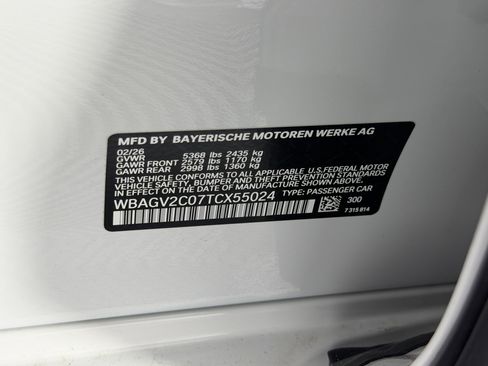 MFD BY BAYERISCHE MOTOREN WERKE AG
02/26
GVWR 5368 lbs 2435 kg
GAWR FRONT 2579 lbs 1170 kg
GAWR REAR 2998 lbs 1360 kg
THIS VEHICLE CONFORMS TO ALL APPLICABLE U.S.FEDERAL MOTOR
VEHICLE SAFETY, BUMPER AND THEFT PREVENTION STANDARDS
IN EFFECT ON THE DATE OF MANUFACTURE SHOWN ABOVE.
WBAGV2C07TCX55024 TYPE: PASSENGER CAR
300
7 315 814